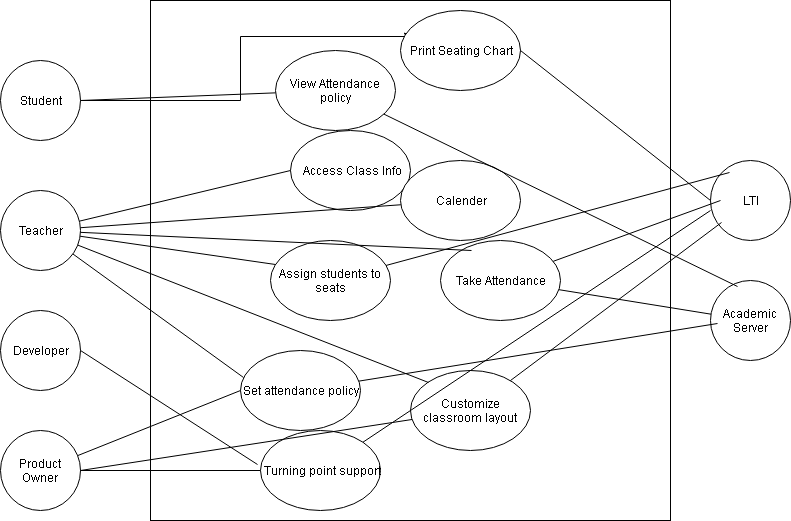 Print Seating Chart
View Attendance
policy
Student
Access Class Info
Calender
LTI
Teacher
Assign students to
seats
Take Attendance
Academic
Server
Developer
Set attendance policy
Customize
classroom layout
Product
Owner
Turning point support